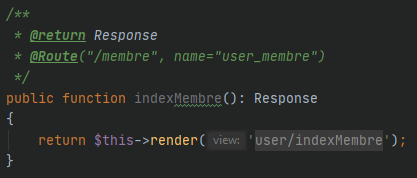 /**
 * @return Response
 * @Route("/membre", name="user_membre")
 */
public function indexMembre(): Response
{
    return $this->render( view: 'user/indexMembre');
}